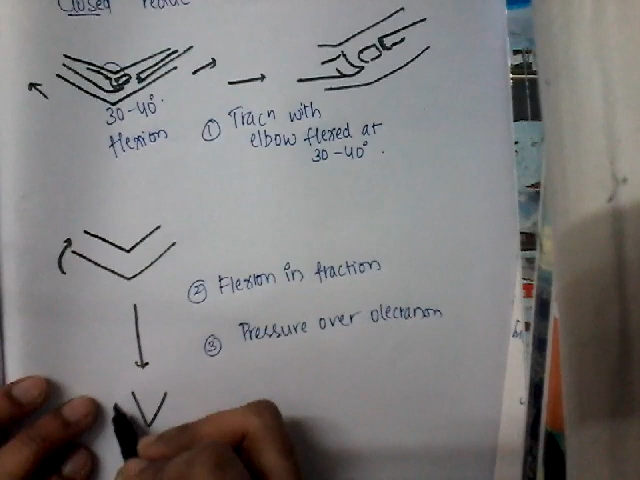 Closed reduc
30-40°
flexion
① Tracn with
elbow flexed at
30-40°.
② Flexion in traction
③ Pressure over olecranon